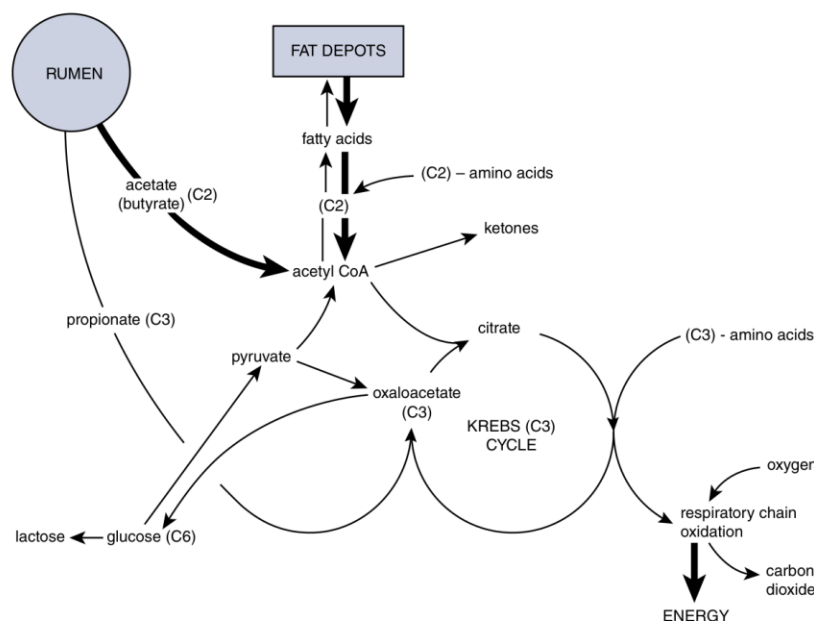 FAT DEPOTS
RUMEN
fatty acids
(C2) – amino acids
acetate
(butyrate) (C2)
(C2)
ketones
acetyl CoA
propionate (C3)
citrate
(C3) - amino acids
pyruvate
oxaloacetate
(C3)
KREBS (C3)
CYCLE
oxygen
respiratory chain
oxidation
lactose
glucose (C6)
carbon
dioxide
ENERGY